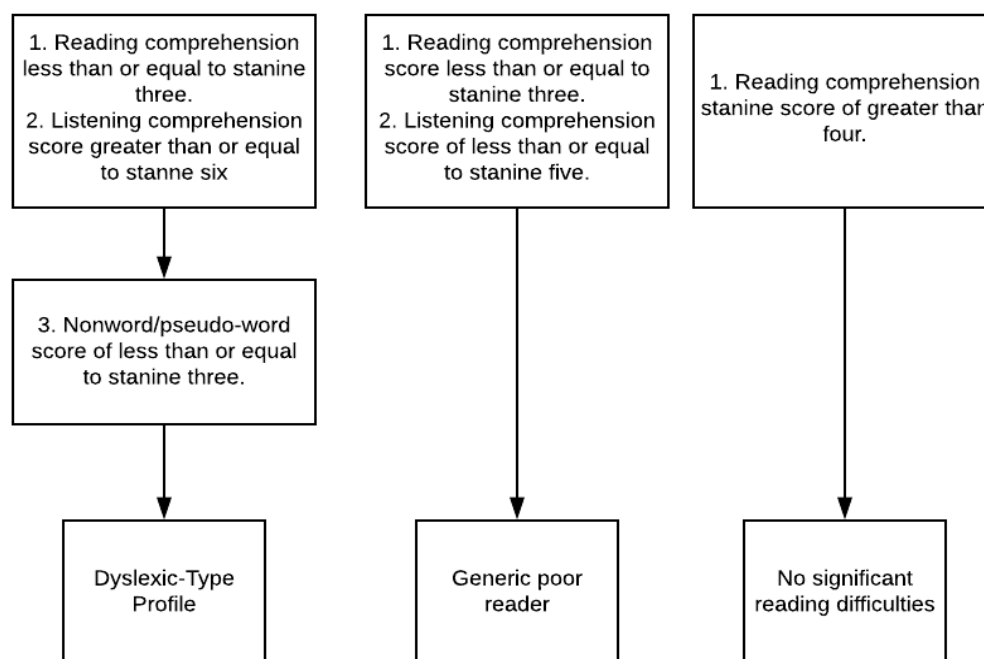 1. Reading comprehension
less than or equal to stanine
three.
2. Listening comprehension
score greater than or equal
to stanne six
1. Reading comprehension
score less than or equal to
stanine three.
2. Listening comprehension
score of less than or equal
to stanine five.
1. Reading comprehension
stanine score of greater than
four.
3. Nonword/pseudo-word
score of less than or equal
to stanine three.
Dyslexic-Type
Profile
Generic poor
reader
No significant
reading difficulties